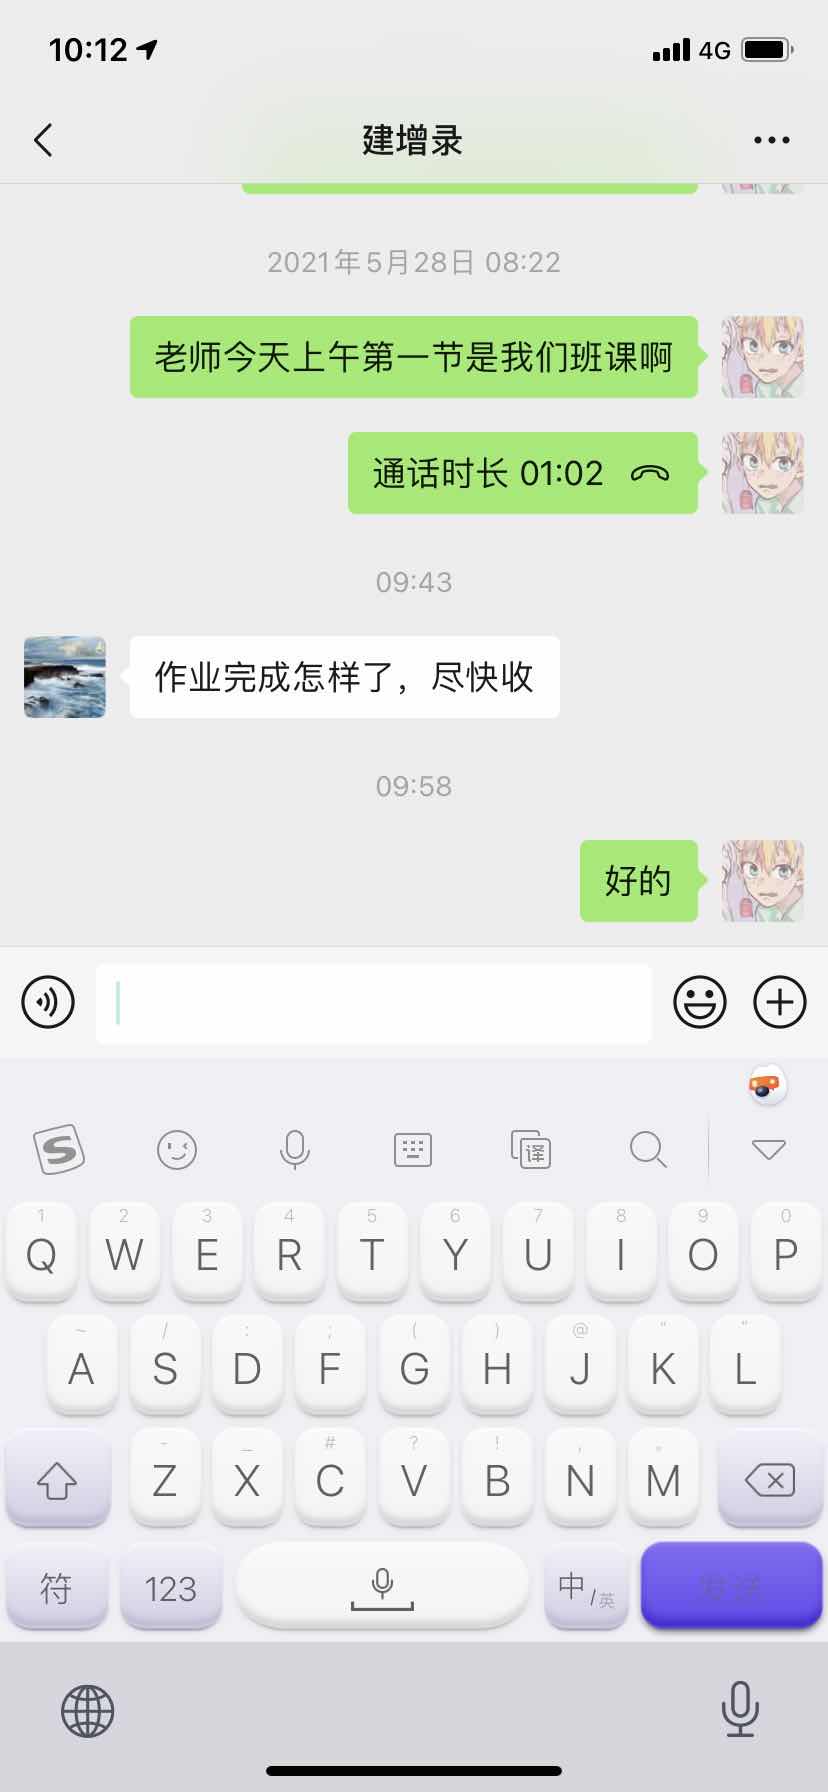 10:12
4G
建增录
2021年5月28日 08:22
老师今天上午第一节是我们班课啊
通话时长 01:02
09:43
作业完成怎样了，尽快收
09:58
好的
S
译
1 2 3 4 5 6 7 8 9 0
Q W E R T Y U I O P
~ / : ; ( ) @ “ ”
A S D F G H J K L
- _ # ? ! , 。
Z X C V B N M
符 123 中/英 发送